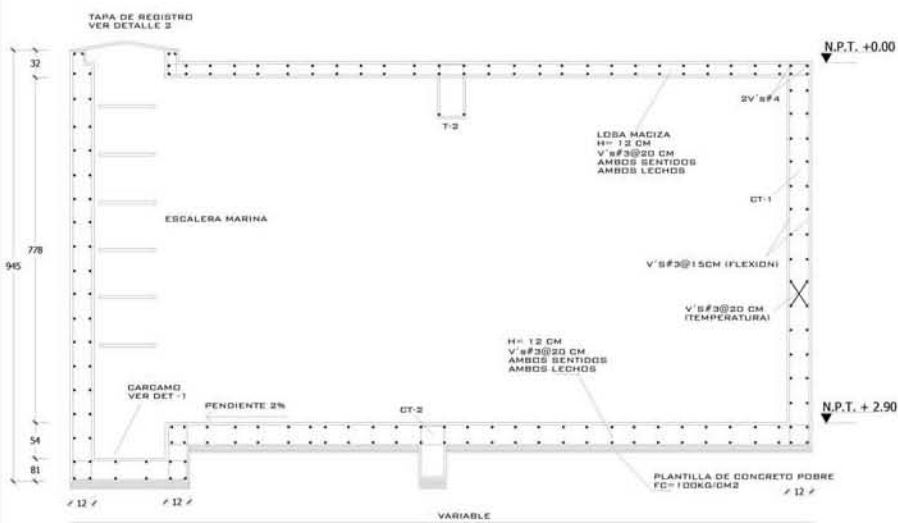 TAPA DE REGISTRO
VER DETALLE 2
N.P.T. +0.00
32
2V's#4
T-2
LOSA MACIZA
H= 12 CM
V's#3@20 CM
AMBOS SENTIDOS
AMBOS LECHOS
CT-1
ESCALERA MARINA
778
945
V'S#3@15CM (FLEXION)
V'S#3@20 CM
(TEMPERATURA)
H= 12 CM
V's#3@20 CM
AMBOS SENTIDOS
AMBOS LECHOS
CARCAMO
VER DET -1
PENDIENTE 2%
CT-2
N.P.T. + 2.90
54
81
PLANTILLA DE CONCRETO POBRE
FC=100KG/CM2
12
12
12
VARIABLE